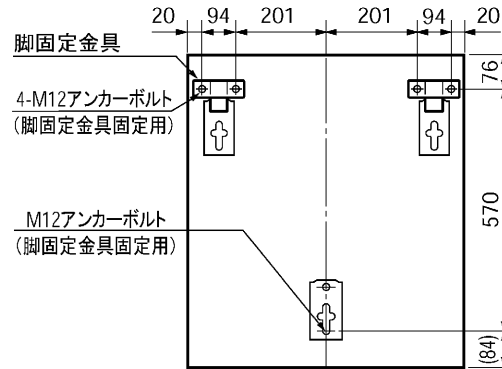 20 94 201 201 94 20
脚固定金具
76
4-M12アンカーボルト
(脚固定金具固定用)
570
M12アンカーボルト
(脚固定金具固定用)
(84)